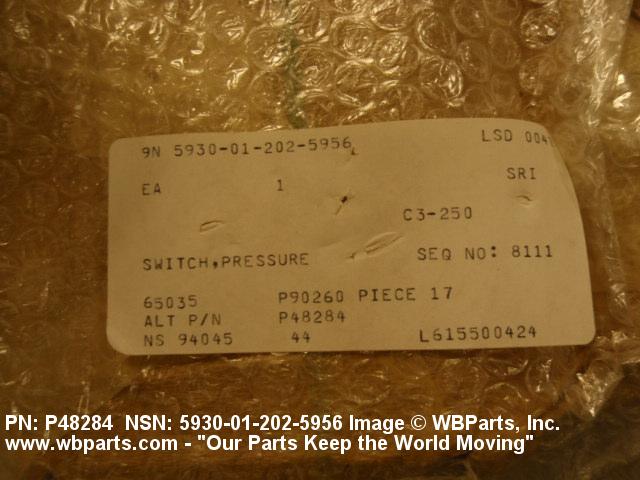 9N 5930-01-202-5956 LSD 004
EA 1 SRI
C3-250
SWITCH,PRESSURE SEQ NO: 8111
65035 P90260 PIECE 17
ALT P/N P48284
NS 94045 44 L615500424
PN: P48284 NSN: 5930-01-202-5956 Image © WBParts, Inc.
www.wbparts.com - "Our Parts Keep the World Moving"